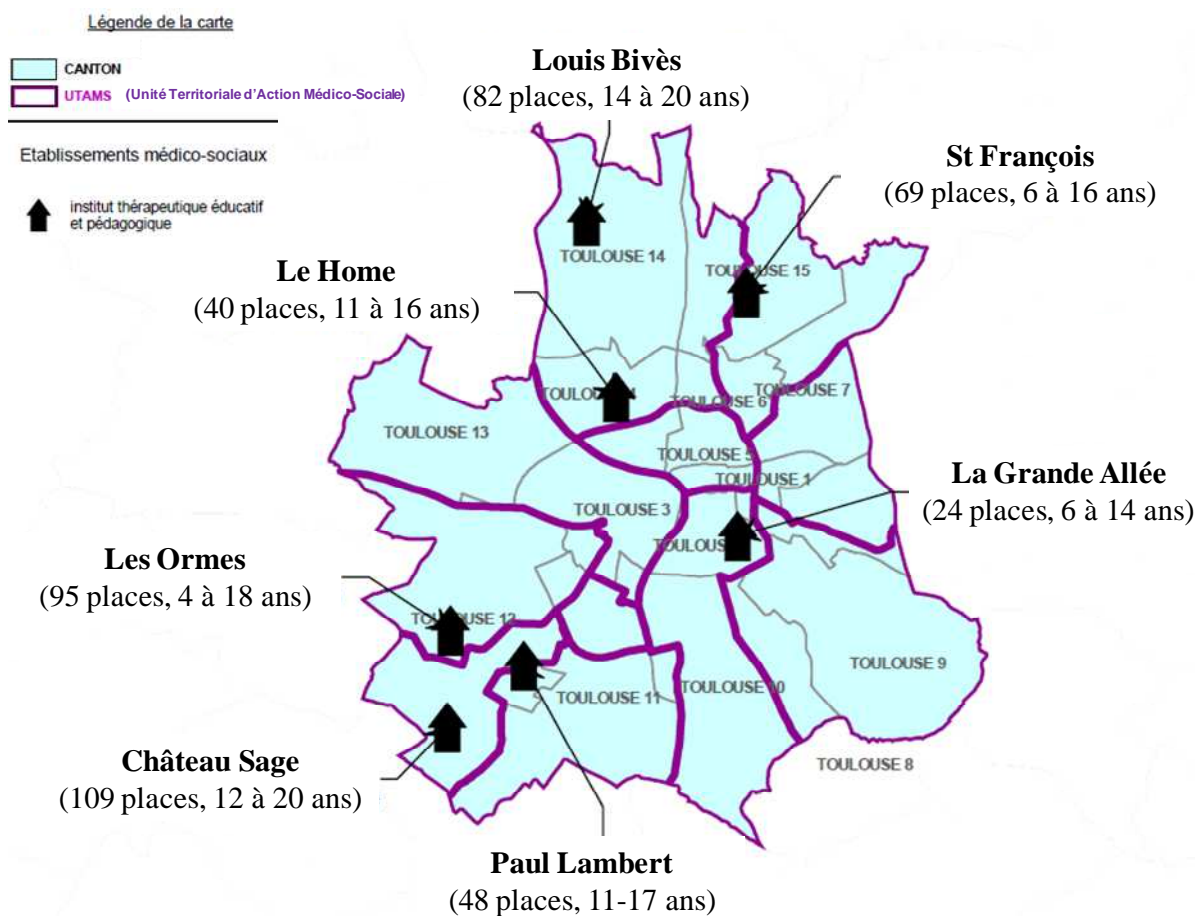 Légende de la carte
CANTON
UTAMS (Unité Territoriale d'Action Médico-Sociale)
Etablissements médico-sociaux
institut thérapeutique éducatif
et pédagogique
Louis Bivès
(82 places, 14 à 20 ans)
St François
(69 places, 6 à 16 ans)
Le Home
(40 places, 11 à 16 ans)
La Grande Allée
(24 places, 6 à 14 ans)
Les Ormes
(95 places, 4 à 18 ans)
Château Sage
(109 places, 12 à 20 ans)
Paul Lambert
(48 places, 11-17 ans)
TOULOUSE 14
TOULOUSE 15
TOULOUSE 7
TOULOUSE 6
TOULOUSE 13
TOULOUSE 5
TOULOUSE 1
TOULOUSE 3
TOULOUSE 12
TOULOUSE 9
TOULOUSE 11
TOULOUSE 10
TOULOUSE 8